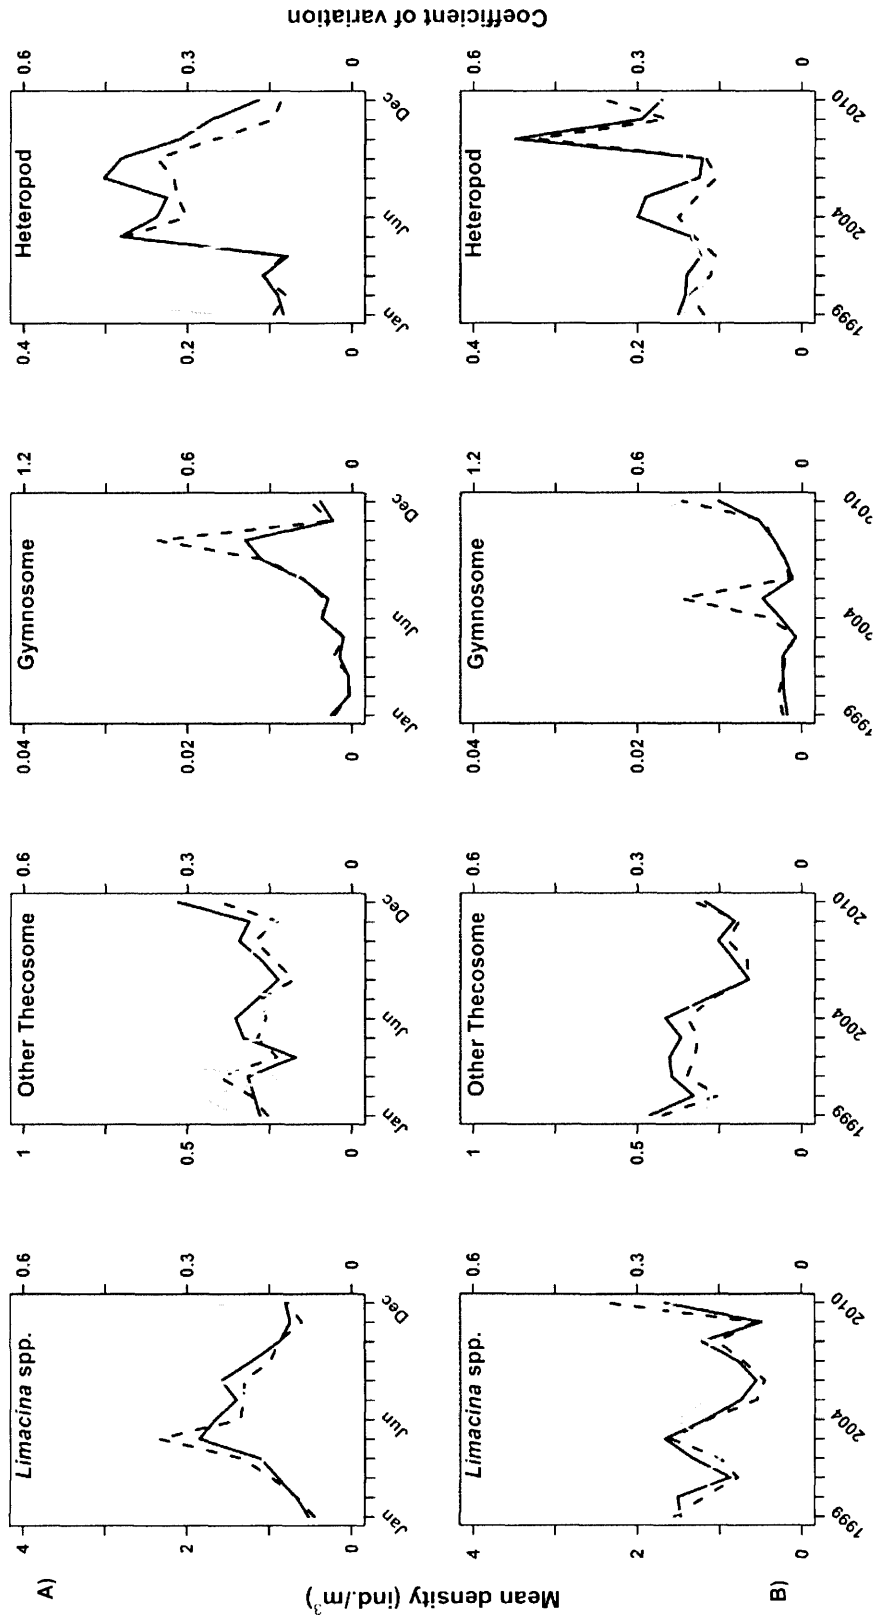 A)
Limacina spp.
Other Thecosome
Gymnosome
Heteropod
4
2
0
0.6
0.3
0
1
0.5
0
0.6
0.3
0
0.04
0.02
0
1.2
0.6
0
0.4
0.2
0
0.6
0.3
0
Jan
Jun
Dec
Jan
Jun
Dec
Jan
Jun
Dec
Jan
Jun
Dec
Mean density (ind./m³)
Coefficient of variation
B)
Limacina spp.
Other Thecosome
Gymnosome
Heteropod
4
2
0
0.6
0.3
0
1
0.5
0
0.6
0.3
0
0.04
0.02
0
1.2
0.6
0
0.4
0.2
0
0.6
0.3
0
1999
2004
2010
1999
2004
2010
1999
2004
2010
1999
2004
2010